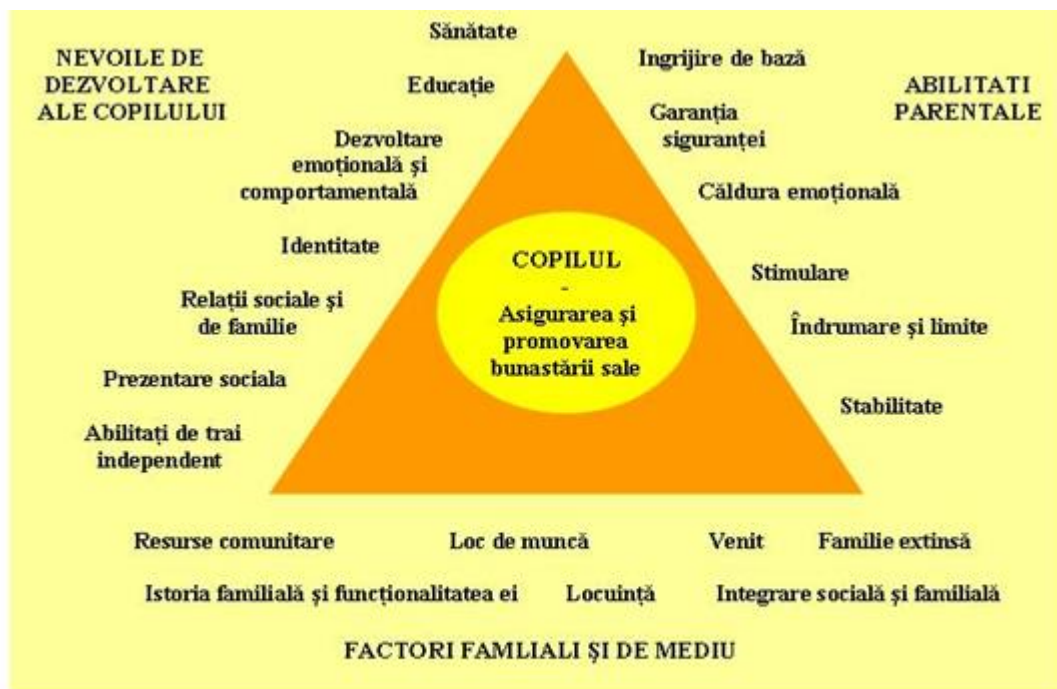 NEVOILE DE
DEZVOLTARE
ALE COPILULUI
Sănătate
Educație
Dezvoltare
emoțională și
comportamentală
Identitate
Relații sociale și
de familie
Prezentare sociala
Abilitați de trai
independent
ABILITATI
PARENTALE
Ingrijire de bază
Garanția
siguranței
Căldura emoțională
Stimulare
Îndrumare și limite
Stabilitate
COPILUL
-
Asigurarea și
promovarea
bunastării sale
Resurse comunitare
Loc de muncă
Venit
Familie extinsă
Istoria familială și funcționalitatea ei
Locuință
Integrare socială și familială
FACTORI FAMLIALI ȘI DE MEDIU